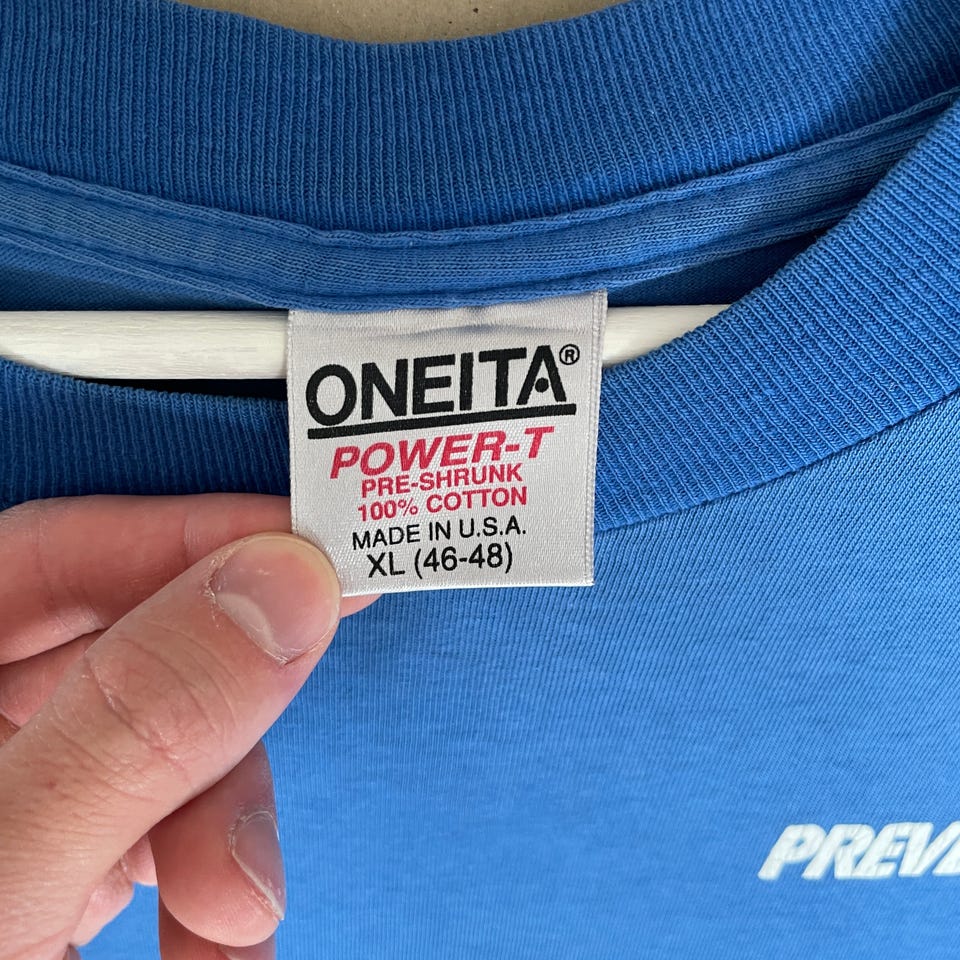 ONEITA®
POWER-T
PRE-SHRUNK
100% COTTON
MADE IN U.S.A.
XL (46-48)